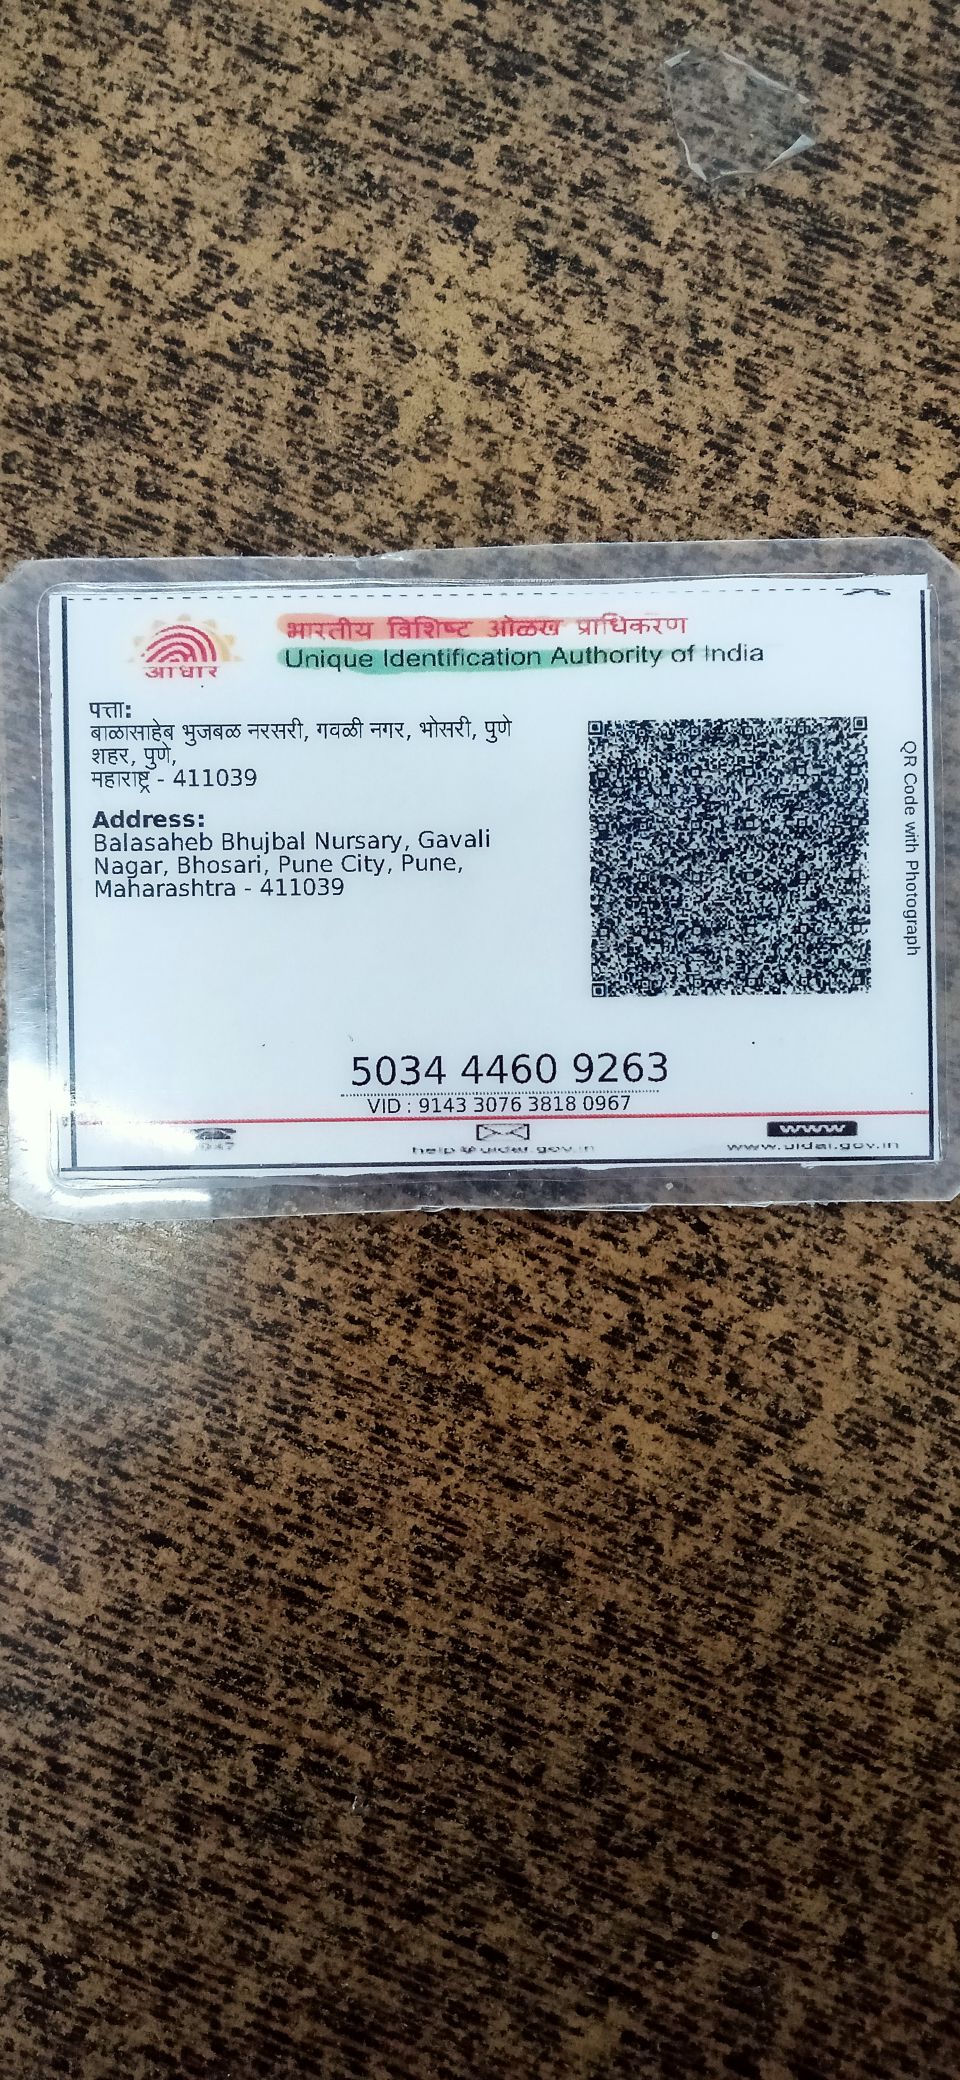 भारतीय विशिष्ट ओळख प्राधिकरण
Unique Identification Authority of India
आधार
पत्ता:
बाळासाहेब भुजबळ नरसरी, गवळी नगर, भोसरी, पुणे
शहर, पुणे,
महाराष्ट्र - 411039
Address:
Balasaheb Bhujbal Nursary, Gavali
Nagar, Bhosari, Pune City, Pune,
Maharashtra - 411039
QR Code with Photograph
5034 4460 9263
VID : 9143 3076 3818 0967
www
help@uidai.gov.in
www.uidai.gov.in